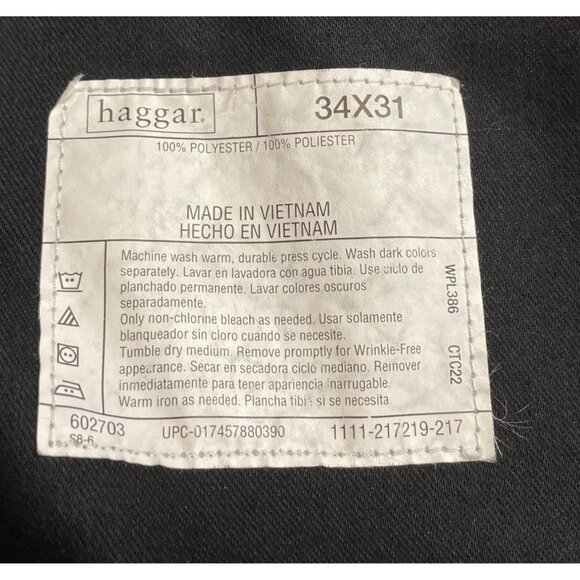 haggar.
34X31
100% POLYESTER / 100% POLIESTER
MADE IN VIETNAM
HECHO EN VIETNAM
Machine wash warm, durable press cycle. Wash dark colors
separately. Lavar en lavadora con agua tibia. Use ciclo de
planchado permanente. Lavar colores oscuros
separadamente.
Only non-chlorine bleach as needed. Usar solamente
blanqueador sin cloro cuando se necesite.
Tumble dry medium. Remove promptly for Wrinkle-Free
appearance. Secar en secadora ciclo mediano. Remover
inmediatamente para tener apariencia inarrugable.
Warm iron as needed. Plancha tibia si se necesita
WPL386 CTC22
602703
S8-6
UPC-017457880390
1111-217219-217